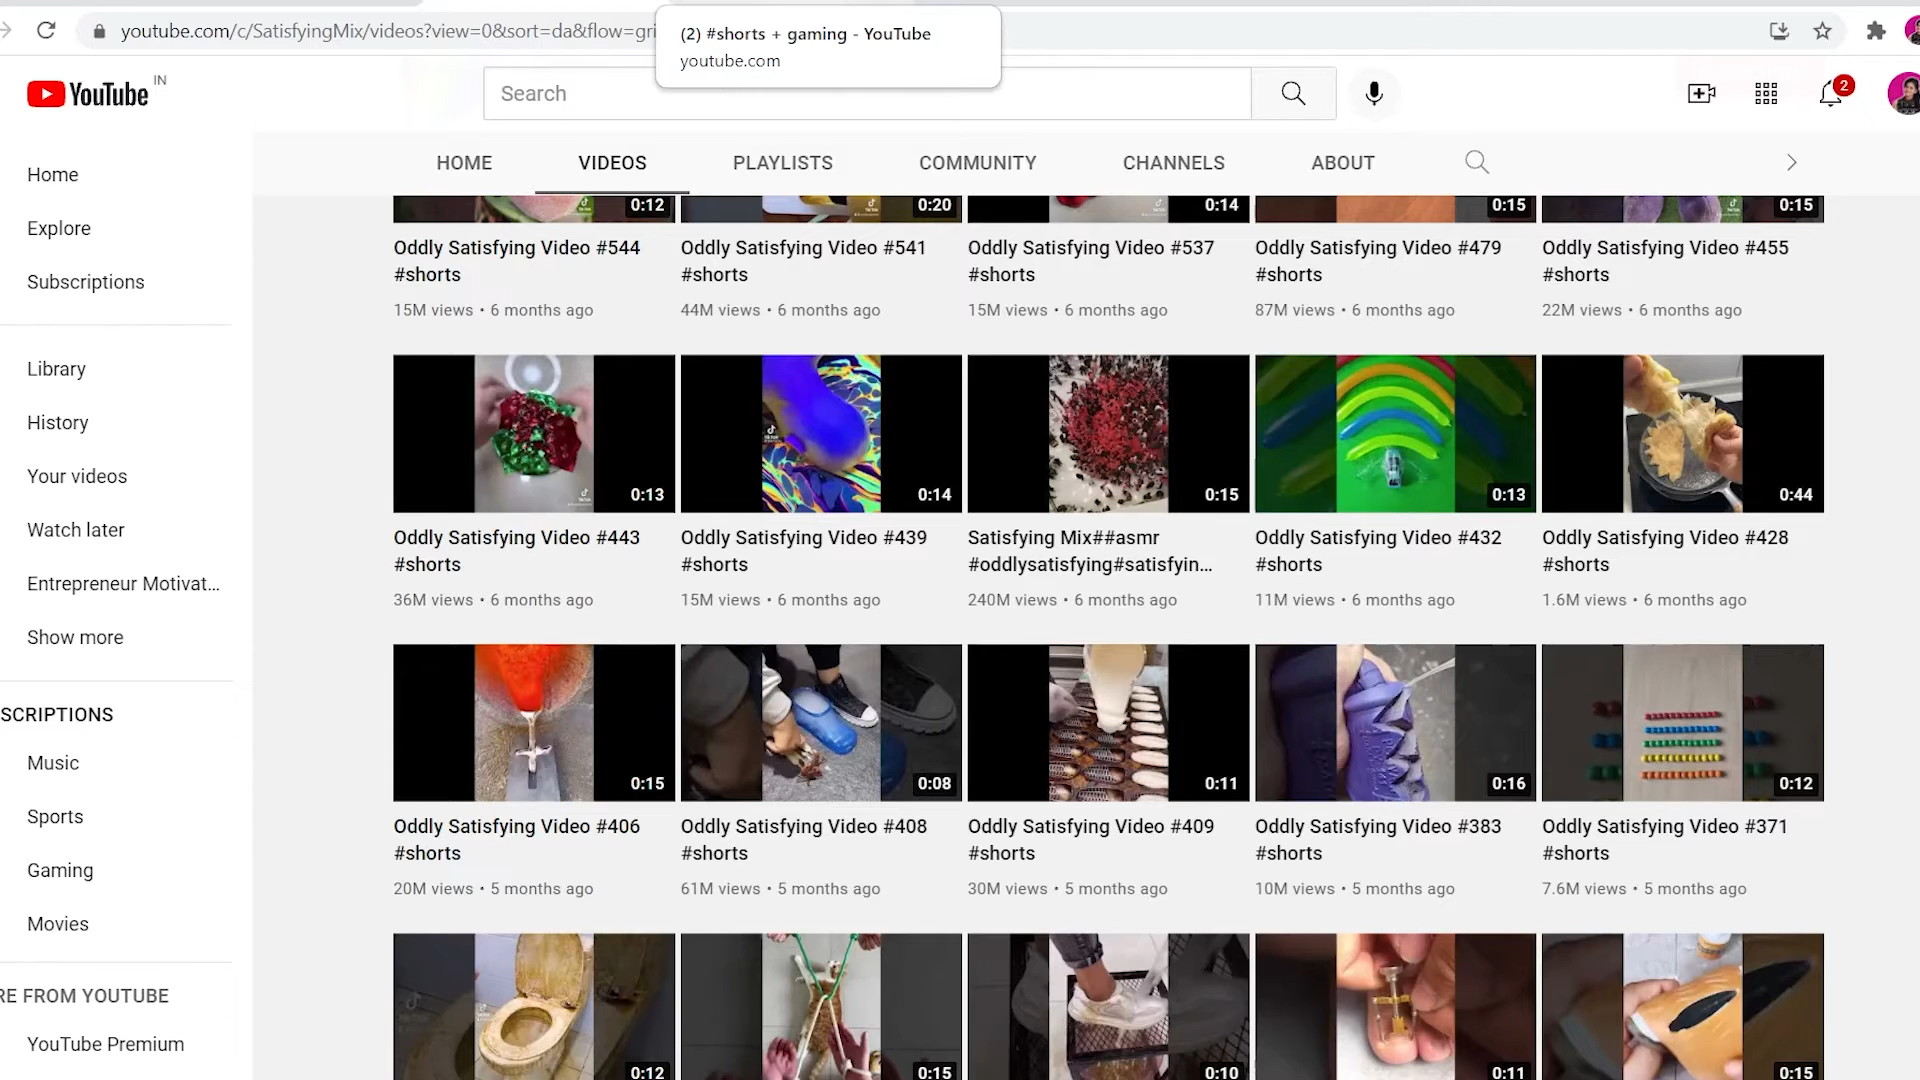 youtube.com/c/SatisfyingMix/videos?view=0&sort=da&flow=gri
(2) #shorts + gaming - YouTube
youtube.com
YouTube IN
Search
2
HOME VIDEOS PLAYLISTS COMMUNITY CHANNELS ABOUT
Home
Explore
Subscriptions
Library
History
Your videos
Watch later
Entrepreneur Motivat...
Show more
SCRIPTIONS
Music
Sports
Gaming
Movies
RE FROM YOUTUBE
YouTube Premium
0:12 0:20 0:14 0:15 0:15
Oddly Satisfying Video #544 Oddly Satisfying Video #541 Oddly Satisfying Video #537 Oddly Satisfying Video #479 Oddly Satisfying Video #455
#shorts #shorts #shorts #shorts #shorts
15M views • 6 months ago 44M views • 6 months ago 15M views • 6 months ago 87M views • 6 months ago 22M views • 6 months ago
0:13 0:14 0:15 0:13 0:44
Oddly Satisfying Video #443 Oddly Satisfying Video #439 Satisfying Mix##asmr Oddly Satisfying Video #432 Oddly Satisfying Video #428
#shorts #shorts #oddlysatisfying#satisfyin... #shorts #shorts
36M views • 6 months ago 15M views • 6 months ago 240M views • 6 months ago 11M views • 6 months ago 1.6M views • 6 months ago
0:15 0:08 0:11 0:16 0:12
Oddly Satisfying Video #406 Oddly Satisfying Video #408 Oddly Satisfying Video #409 Oddly Satisfying Video #383 Oddly Satisfying Video #371
#shorts #shorts #shorts #shorts #shorts
20M views • 5 months ago 61M views • 5 months ago 30M views • 5 months ago 10M views • 5 months ago 7.6M views • 5 months ago
0:12 0:15 0:10 0:11 0:15